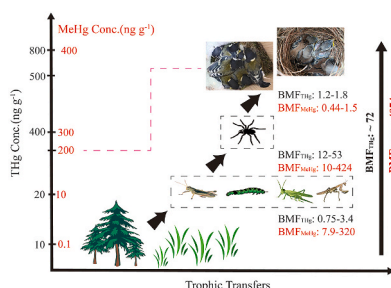 MeHg Conc.(ng g⁻¹)
THg Conc.(ng g⁻¹)
800
400
500
400
300
200
20
10
10
0.1
BMFTHg: 1.2-1.8
BMFMeHg: 0.44-1.5
BMFTHg: 12-53
BMFMeHg: 10-424
BMFTHg: 0.75-3.4
BMFMeHg: 7.9-320
BMFTHg: ~ 72
Trophic Transfers